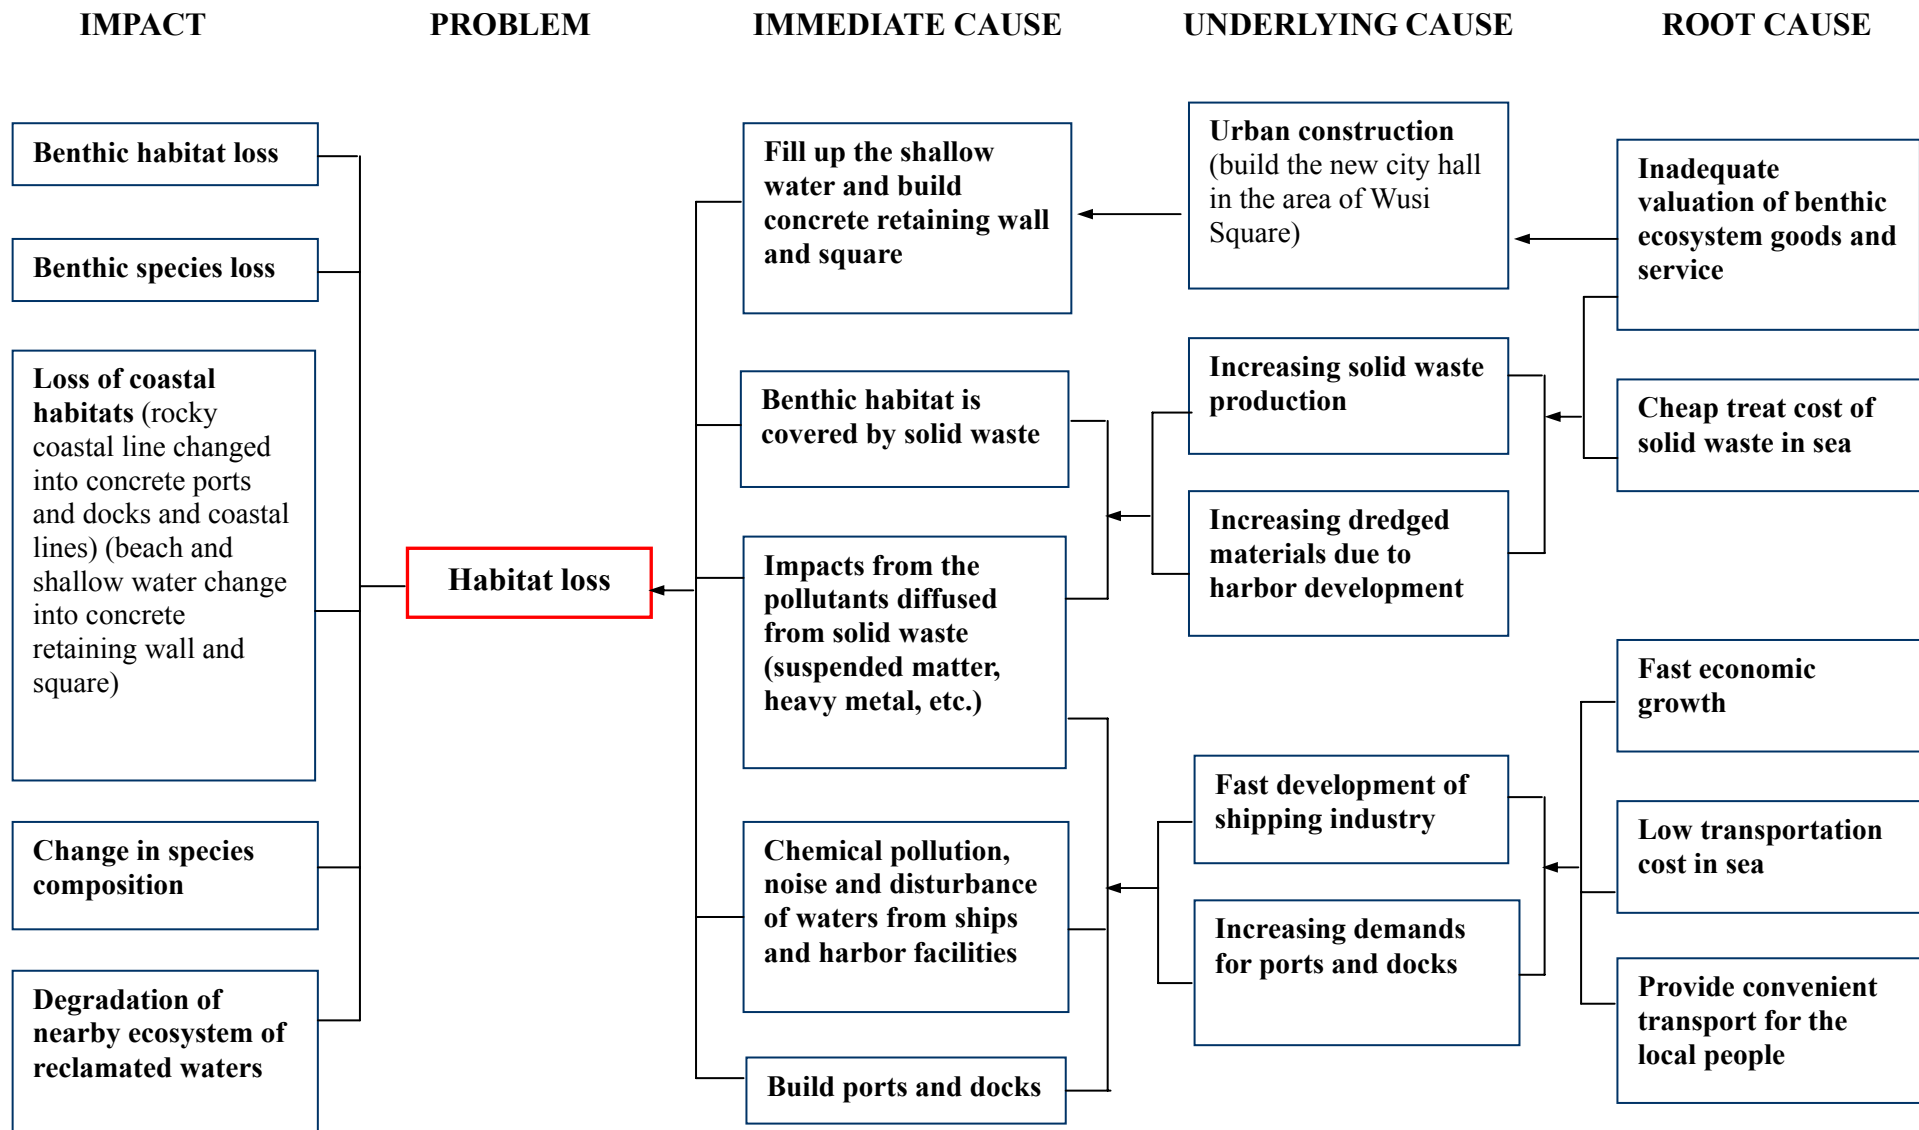 IMPACT
PROBLEM
IMMEDIATE CAUSE
UNDERLYING CAUSE
ROOT CAUSE
Benthic habitat loss
Benthic species loss
Loss of coastal
habitats (rocky
coastal line changed
into concrete ports
and docks and coastal
lines) (beach and
shallow water change
into concrete
retaining wall and
square)
Change in species
composition
Degradation of
nearby ecosystem of
reclamated waters
Habitat loss
Fill up the shallow
water and build
concrete retaining wall
and square
Benthic habitat is
covered by solid waste
Impacts from the
pollutants diffused
from solid waste
(suspended matter,
heavy metal, etc.)
Chemical pollution,
noise and disturbance
of waters from ships
and harbor facilities
Build ports and docks
Urban construction
(build the new city hall
in the area of Wusi
Square)
Increasing solid waste
production
Increasing dredged
materials due to
harbor development
Fast development of
shipping industry
Increasing demands
for ports and docks
Inadequate
valuation of benthic
ecosystem goods and
service
Cheap treat cost of
solid waste in sea
Fast economic
growth
Low transportation
cost in sea
Provide convenient
transport for the
local people